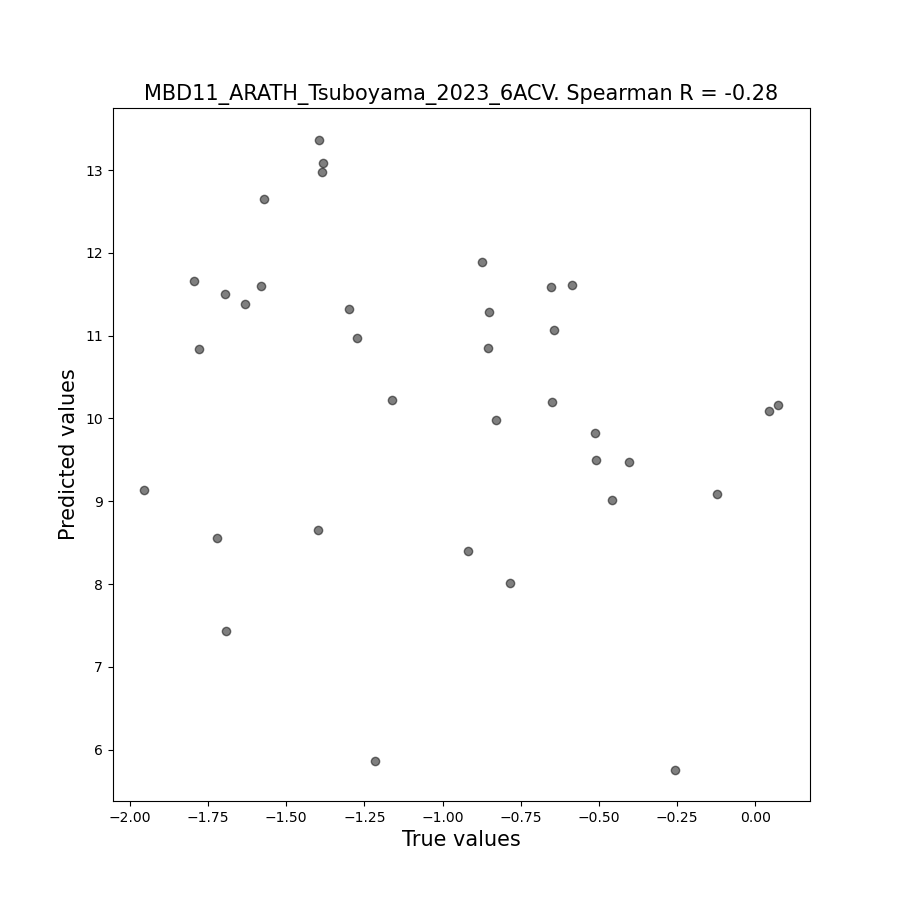 MBD11_ARATH_Tsuboyama_2023_6ACV. Spearman R = -0.28
Predicted values
13
12
11
10
9
8
7
6
−2.00 −1.75 −1.50 −1.25 −1.00 −0.75 −0.50 −0.25 0.00
True values